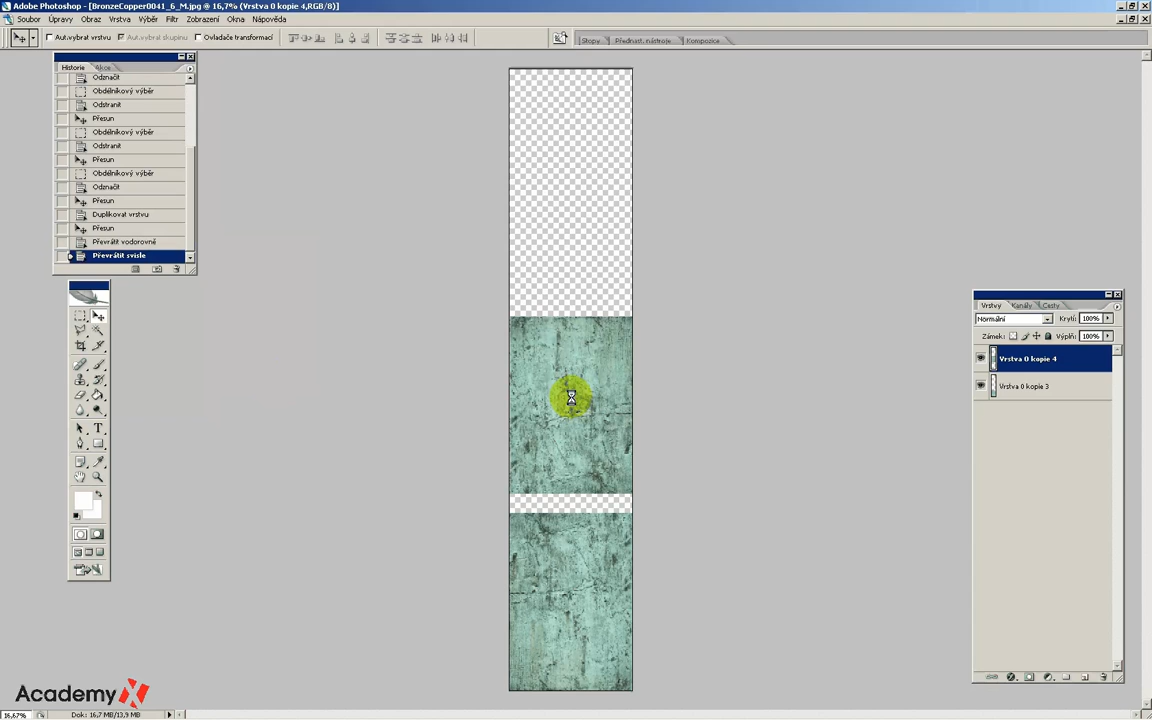 Adobe Photoshop - [BronzeCopper0041_6_M.jpg @ 16,7% (Vrstva 0 kopie 4,RGB/8)]
Soubor Úpravy Obraz Vrstva Výběr Filtr Zobrazení Okna Nápověda
Aut.vybrat vrstvu Aut.vybrat skupinu Ovladače transformací Stopy Přednast. nástroje Kompozice
Historie Akce
Odznačit
Obdélníkový výběr
Odstranit
Přesun
Obdélníkový výběr
Odstranit
Přesun
Obdélníkový výběr
Odznačit
Přesun
Duplikovat vrstvu
Přesun
Převrátit vodorovně
Převrátit svisle
Vrstvy Kanály Cesty
Normální Krytí: 100%
Zámek: Výplň: 100%
Vrstva 0 kopie 4
Vrstva 0 kopie 3
Academy X
16,67% Dok: 16,7 MB/13,9 MB